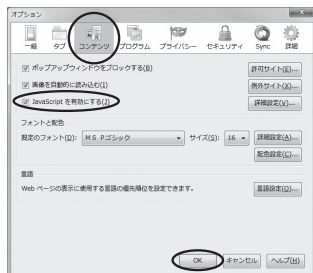 オプション
一般 タブ コンテンツ プログラム プライバシー セキュリティ Sync 詳細
ポップアップウィンドウをブロックする(B) 許可サイト(E)...
画像を自動的に読み込む(I) 例外サイト(X)...
JavaScript を有効にする(J) 詳細設定(V)...
フォントと配色
既定のフォント(D): ＭＳ Ｐゴシック サイズ(S): 16 詳細設定(A)...
配色設定(C)...
言語
Web ページの表示に使用する言語の優先順位を設定できます。 言語設定(O)...
OK キャンセル ヘルプ(H)